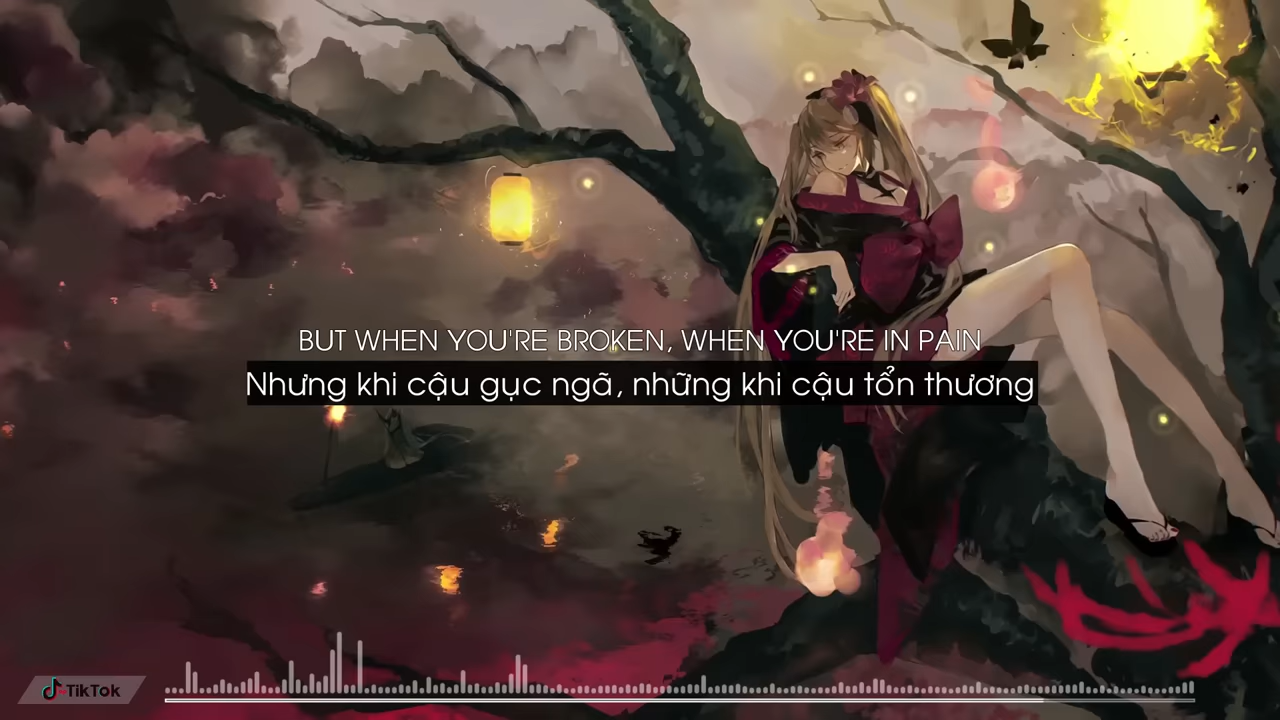 BUT WHEN YOU'RE BROKEN, WHEN YOU'RE IN PAIN
Nhưng khi cậu gục ngã, những khi cậu tổn thương
TikTok